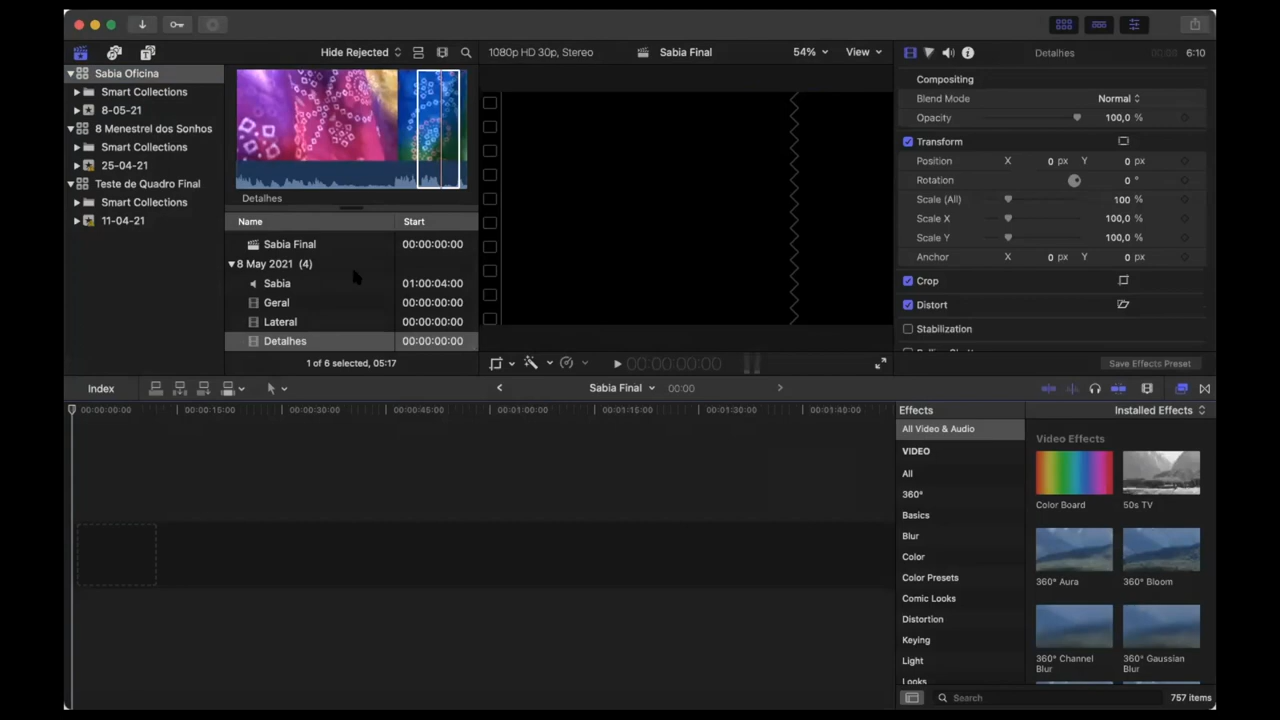 Hide Rejected
1080p HD 30p, Stereo
Sabia Final
54%
View
Detalhes
00:00
6:10
Sabia Oficina
Smart Collections
8-05-21
8 Menestrel dos Sonhos
Smart Collections
25-04-21
Teste de Quadro Final
Smart Collections
11-04-21
Detalhes
Name
Start
Sabia Final
00:00:00:00
8 May 2021 (4)
Sabia
01:00:04:00
Geral
00:00:00:00
Lateral
00:00:00:00
Detalhes
00:00:00:00
1 of 6 selected, 05:17
00:00:00:00
Compositing
Blend Mode
Normal
Opacity
100,0 %
Transform
Position
X
0 px
Y
0 px
Rotation
0 °
Scale (All)
100 %
Scale X
100,0 %
Scale Y
100,0 %
Anchor
X
0 px
Y
0 px
Crop
Distort
Stabilization
Save Effects Preset
Index
Sabia Final
00:00
00:00:00:00
00:00:15:00
00:00:30:00
00:00:45:00
00:01:00:00
00:01:15:00
00:01:30:00
00:01:40:00
Effects
Installed Effects
All Video & Audio
VIDEO
All
360°
Basics
Blur
Color
Color Presets
Comic Looks
Distortion
Keying
Light
Looks
Video Effects
Color Board
50s TV
360° Aura
360° Bloom
360° Channel
Blur
360° Gaussian
Blur
Search
757 items